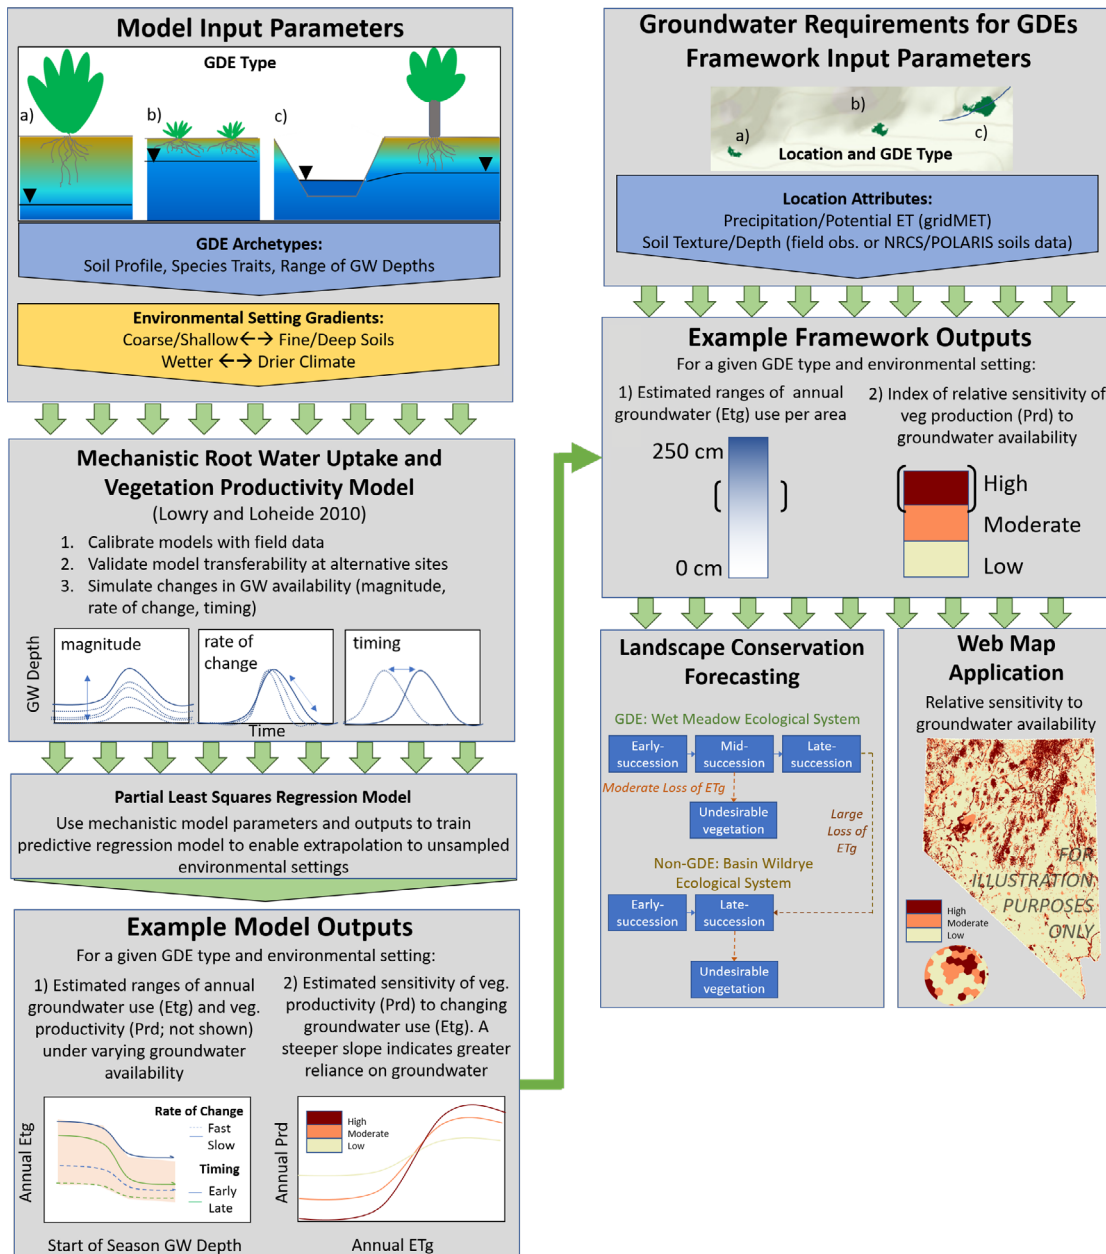 Model Input Parameters
GDE Type
a)
b)
c)
GDE Archetypes:
Soil Profile, Species Traits, Range of GW Depths
Environmental Setting Gradients:
Coarse/Shallow ←→ Fine/Deep Soils
Wetter ←→ Drier Climate
Mechanistic Root Water Uptake and
Vegetation Productivity Model
(Lowry and Loheide 2010)
1. Calibrate models with field data
2. Validate model transferability at alternative sites
3. Simulate changes in GW availability (magnitude,
rate of change, timing)
GW Depth
magnitude
rate of
change
timing
Time
Partial Least Squares Regression Model
Use mechanistic model parameters and outputs to train
predictive regression model to enable extrapolation to unsampled
environmental settings
Example Model Outputs
For a given GDE type and environmental setting:
1) Estimated ranges of annual
groundwater use (Etg) and veg.
productivity (Prd; not shown)
under varying groundwater
availability
Annual Etg
Rate of Change
Fast
Slow
Timing
Early
Late
Start of Season GW Depth
2) Estimated sensitivity of veg.
productivity (Prd) to changing
groundwater use (Etg). A
steeper slope indicates greater
reliance on groundwater
Annual Prd
High
Moderate
Low
Annual ETg
Groundwater Requirements for GDEs
Framework Input Parameters
a)
b)
c)
Location and GDE Type
Location Attributes:
Precipitation/Potential ET (gridMET)
Soil Texture/Depth (field obs. or NRCS/POLARIS soils data)
Example Framework Outputs
For a given GDE type and environmental setting:
1) Estimated ranges of annual
groundwater (Etg) use per area
250 cm
0 cm
2) Index of relative sensitivity of
veg production (Prd) to
groundwater availability
High
Moderate
Low
Landscape Conservation
Forecasting
GDE: Wet Meadow Ecological System
Early-
succession
Mid-
succession
Late-
succession
Moderate Loss of ETg
Undesirable
vegetation
Large
Loss of
ETg
Non-GDE: Basin Wildrye
Ecological System
Early-
succession
Late-
succession
Undesirable
vegetation
Web Map
Application
Relative sensitivity to
groundwater availability
FOR
ILLUSTRATION
PURPOSES
ONLY
High
Moderate
Low